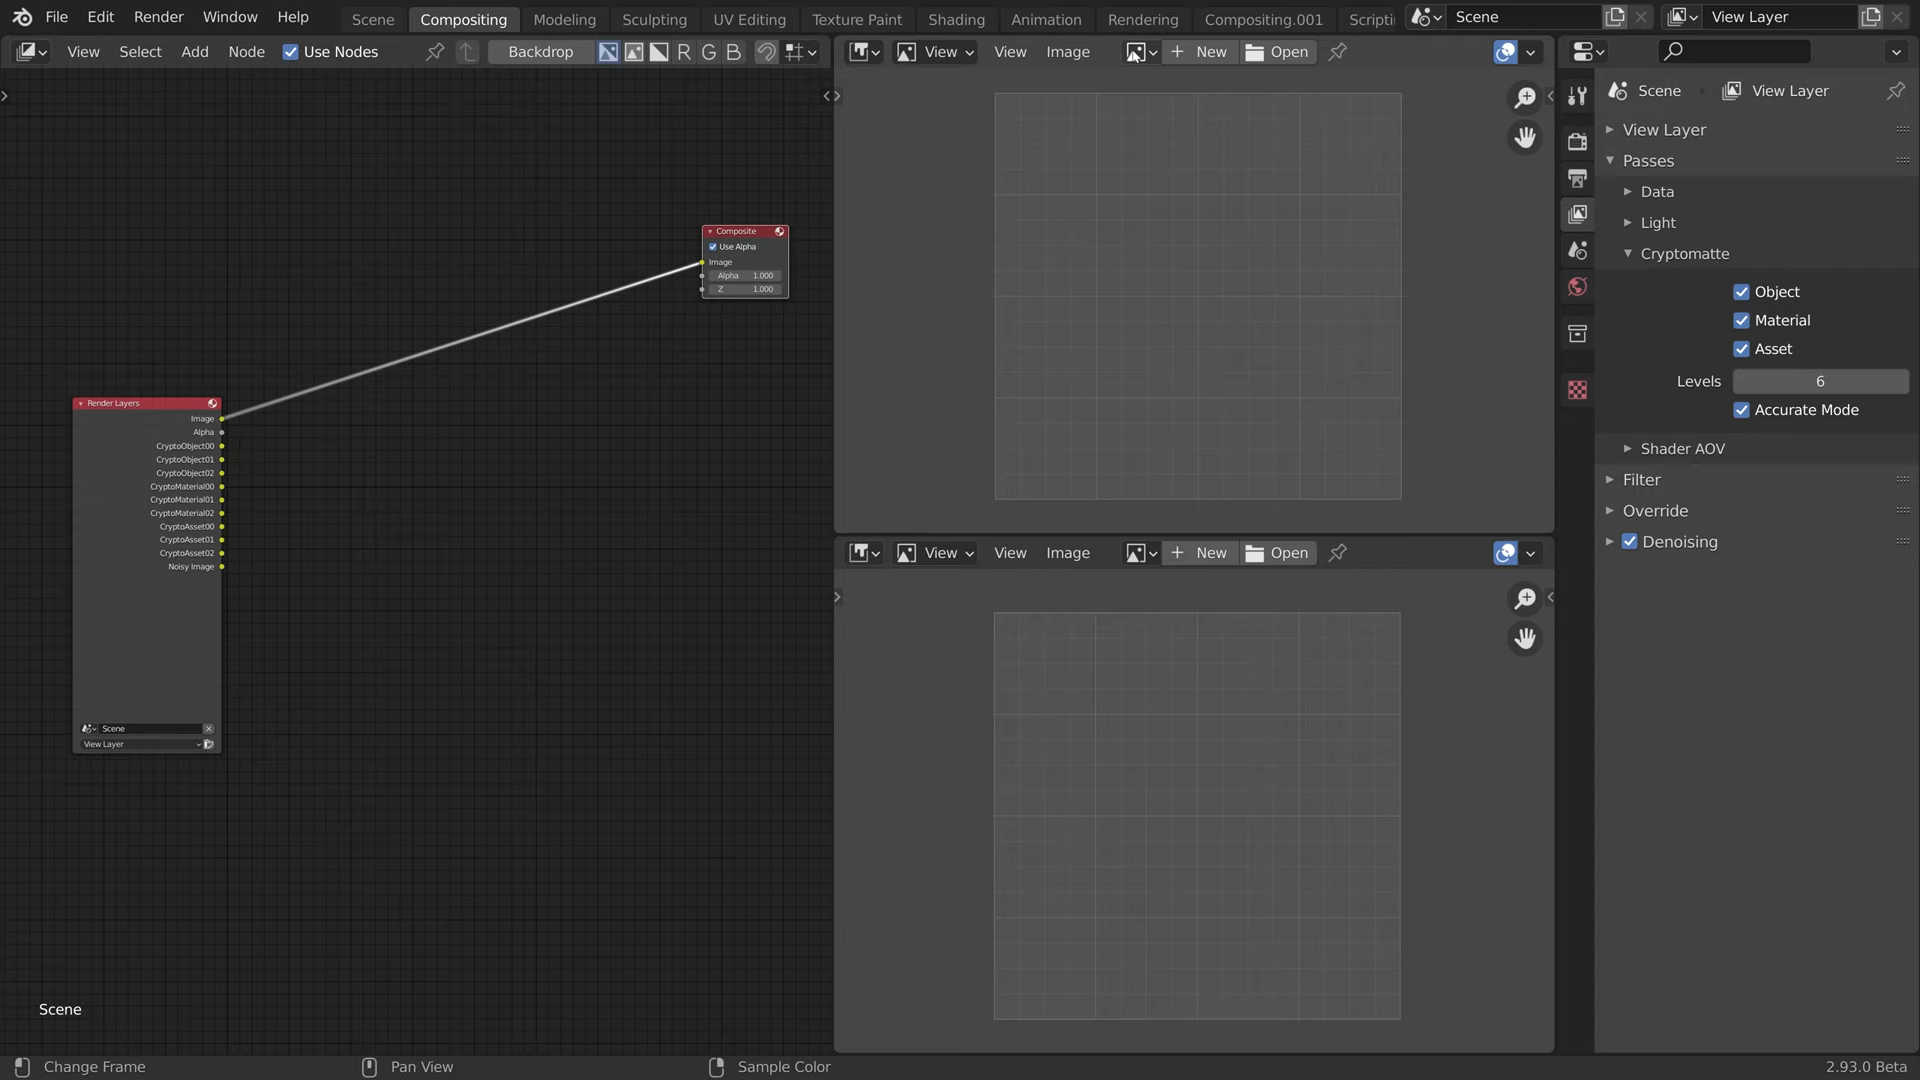 File Edit Render Window Help
Scene Compositing Modeling Sculpting UV Editing Texture Paint Shading Animation Rendering Compositing.001 Scripti
Scene
View Layer
View Select Add Node Use Nodes
Backdrop
R G B
View View Image
New Open
Scene View Layer
View Layer
Passes
Data
Light
Cryptomatte
Object
Material
Asset
Levels 6
Accurate Mode
Shader AOV
Filter
Override
Denoising
Composite
Use Alpha
Image
Alpha 1.000
Z 1.000
Render Layers
Image
Alpha
CryptoObject00
CryptoObject01
CryptoObject02
CryptoMaterial00
CryptoMaterial01
CryptoMaterial02
CryptoAsset00
CryptoAsset01
CryptoAsset02
Noisy Image
Scene
View Layer
View View Image
New Open
Scene
Change Frame
Pan View
Sample Color
2.93.0 Beta